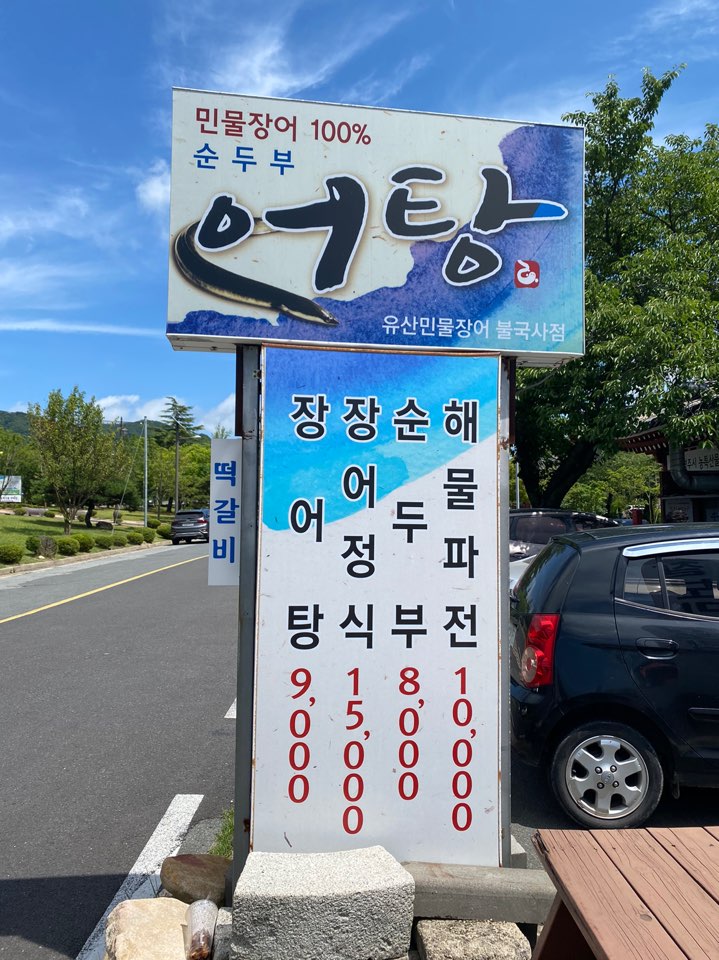 민물장어 100%
순두부
어탕
유산민물장어 불국사점
장어탕 9,000
장어정식 15,000
순두부 8,000
해물파전 10,000
떡갈비